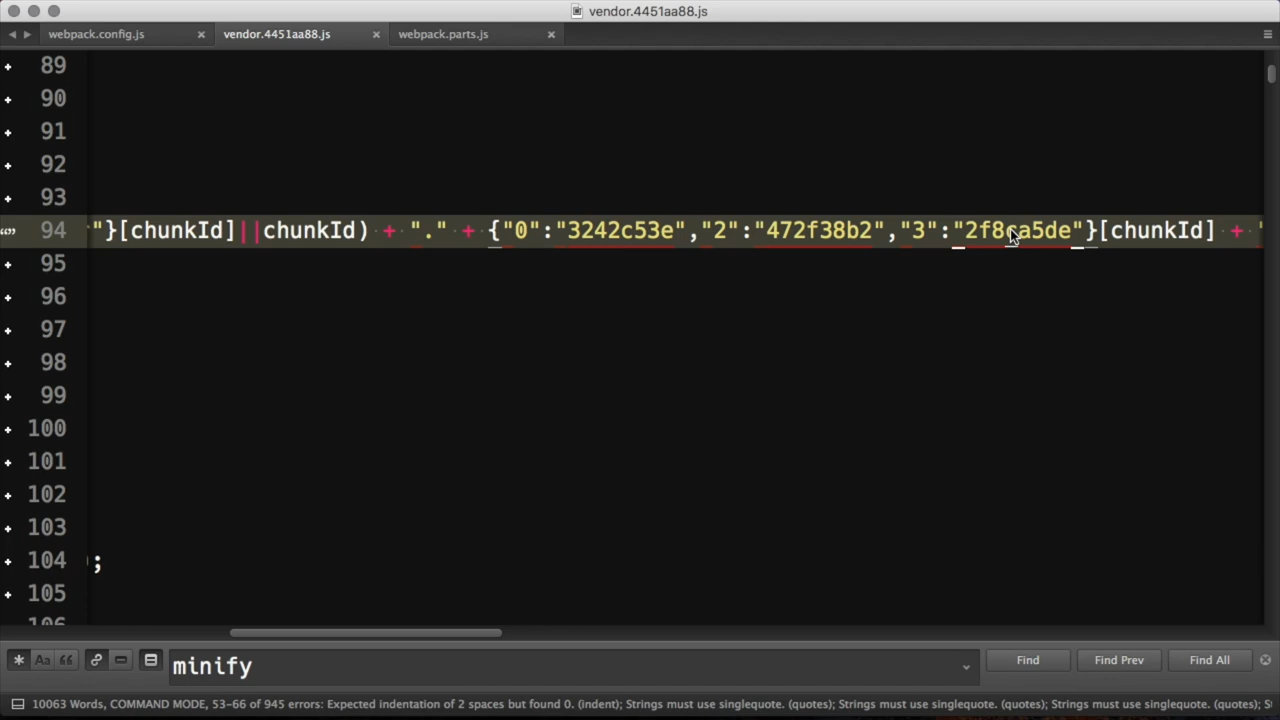 vendor.4451aa88.js
webpack.config.js
vendor.4451aa88.js
webpack.parts.js
89
90
91
92
93
94 "}[chunkId]||chunkId) + "." + {"0":"3242c53e","2":"472f38b2","3":"2f8ca5de"}[chunkId] + "
95
96
97
98
99
100
101
102
103
104 ;
105
106
Aa
minify
Find
Find Prev
Find All
10063 Words, COMMAND MODE, 53-66 of 945 errors: Expected indentation of 2 spaces but found 0. (indent); Strings must use singlequote. (quotes); Strings must use singlequote. (quotes); Strings must use singlequote. (quotes); St